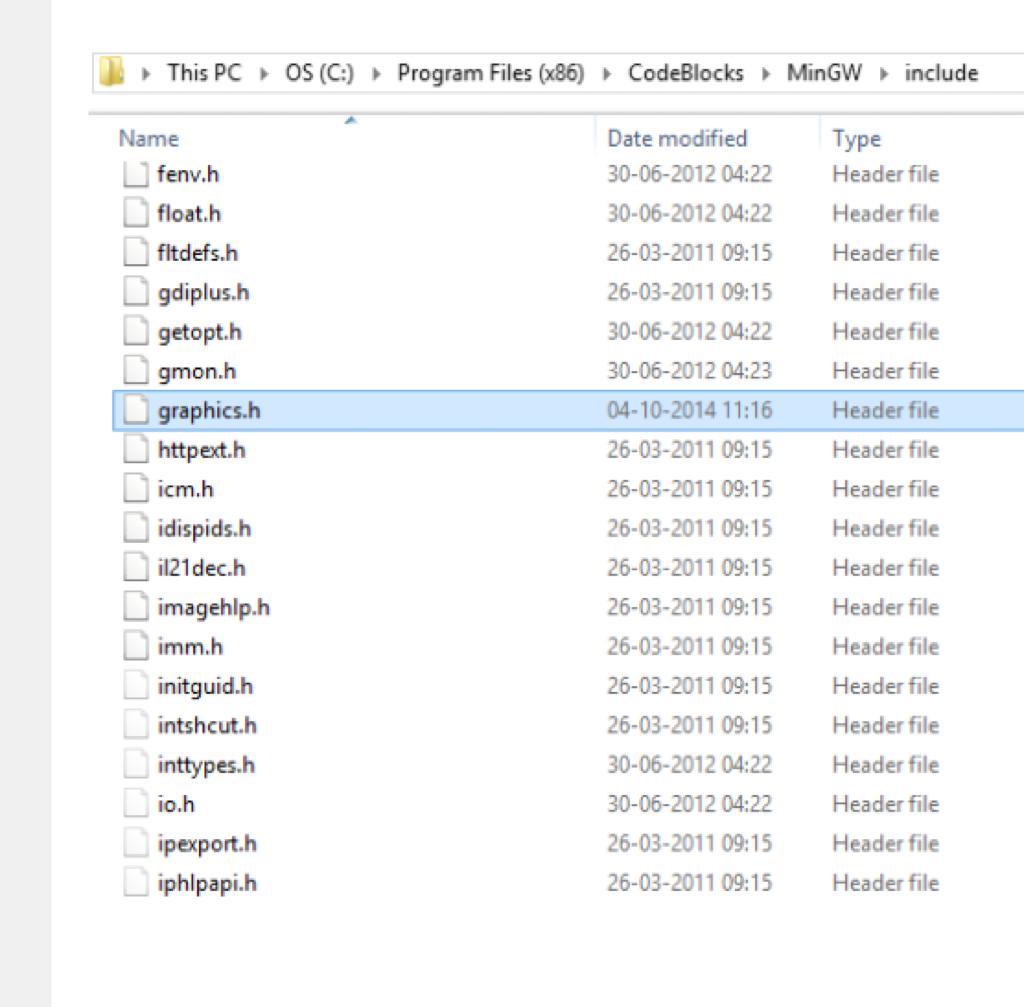 This PC OS (C:) Program Files (x86) CodeBlocks MinGW include
Name Date modified Type
fenv.h 30-06-2012 04:22 Header file
float.h 30-06-2012 04:22 Header file
fltdefs.h 26-03-2011 09:15 Header file
gdiplus.h 26-03-2011 09:15 Header file
getopt.h 30-06-2012 04:22 Header file
gmon.h 30-06-2012 04:23 Header file
graphics.h 04-10-2014 11:16 Header file
httpext.h 26-03-2011 09:15 Header file
icm.h 26-03-2011 09:15 Header file
idispids.h 26-03-2011 09:15 Header file
il21dec.h 26-03-2011 09:15 Header file
imagehlp.h 26-03-2011 09:15 Header file
imm.h 26-03-2011 09:15 Header file
initguid.h 26-03-2011 09:15 Header file
intshcut.h 26-03-2011 09:15 Header file
inttypes.h 30-06-2012 04:22 Header file
io.h 30-06-2012 04:22 Header file
ipexport.h 26-03-2011 09:15 Header file
iphlpapi.h 26-03-2011 09:15 Header file